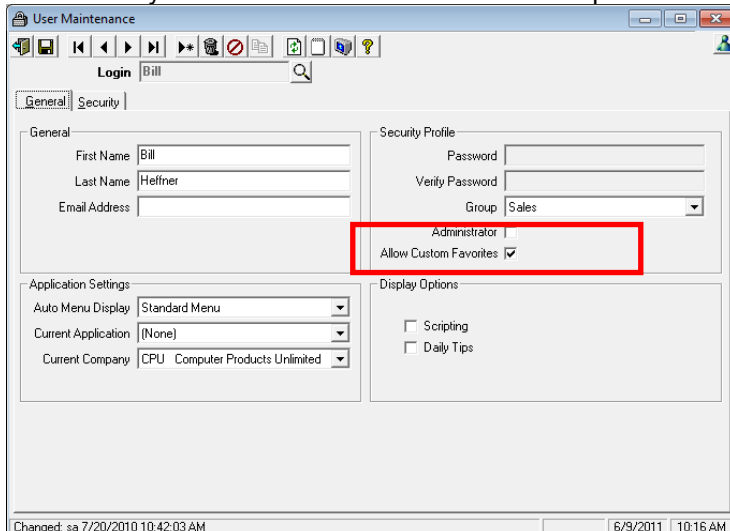 User Maintenance
Login Bill
General Security
General
First Name Bill
Last Name Heffner
Email Address
Security Profile
Password
Verify Password
Group Sales
Administrator
Allow Custom Favorites
Application Settings
Auto Menu Display Standard Menu
Current Application (None)
Current Company CPU Computer Products Unlimited
Display Options
Scripting
Daily Tips
Changed: sa 7/20/2010 10:42:03 AM 6/9/2011 10:16 AM